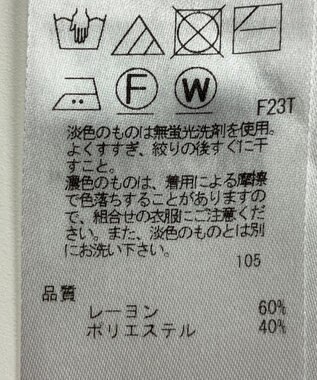 F W F23T
淡色のものは無蛍光洗剤を使用。
よくすすぎ、絞りの後すぐに干
すこと。
濃色のものは、着用による摩擦
で色落ちすることがありますの
で、組合せの衣服にご注意くだ
さい。また、淡色のものとは別
にお洗い下さい。
105
品質
レーヨン 60%
ポリエステル 40%